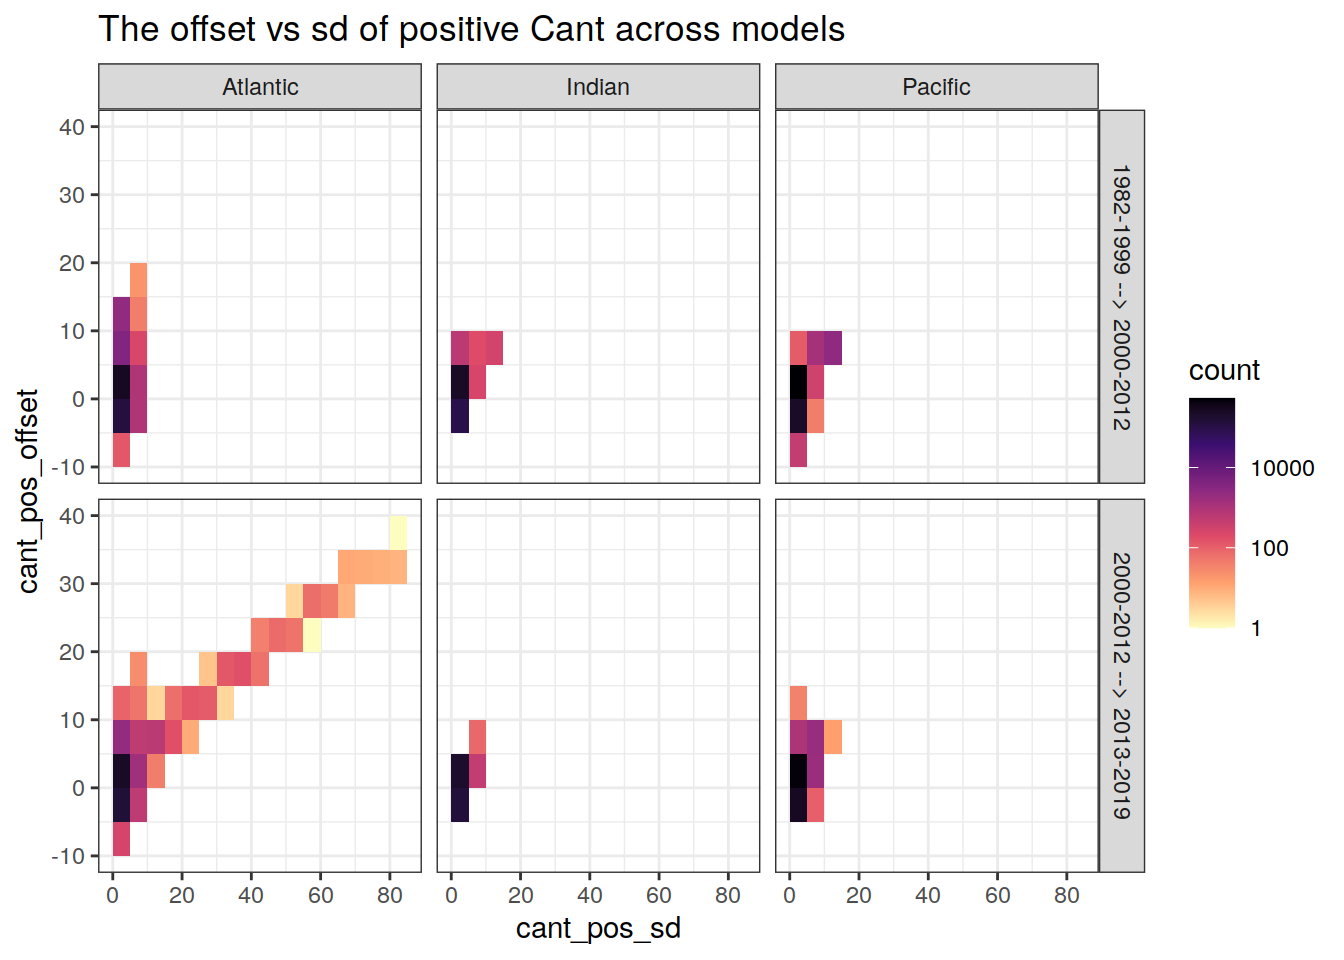 The offset vs sd of positive Cant across models
Atlantic
Indian
Pacific
40
30
20
10
0
-10
1982-1999 --> 2000-2012
40
30
20
10
0
-10
2000-2012 --> 2013-2019
0 20 40 60 80
0 20 40 60 80
0 20 40 60 80
cant_pos_sd
cant_pos_offset
count
10000
100
1